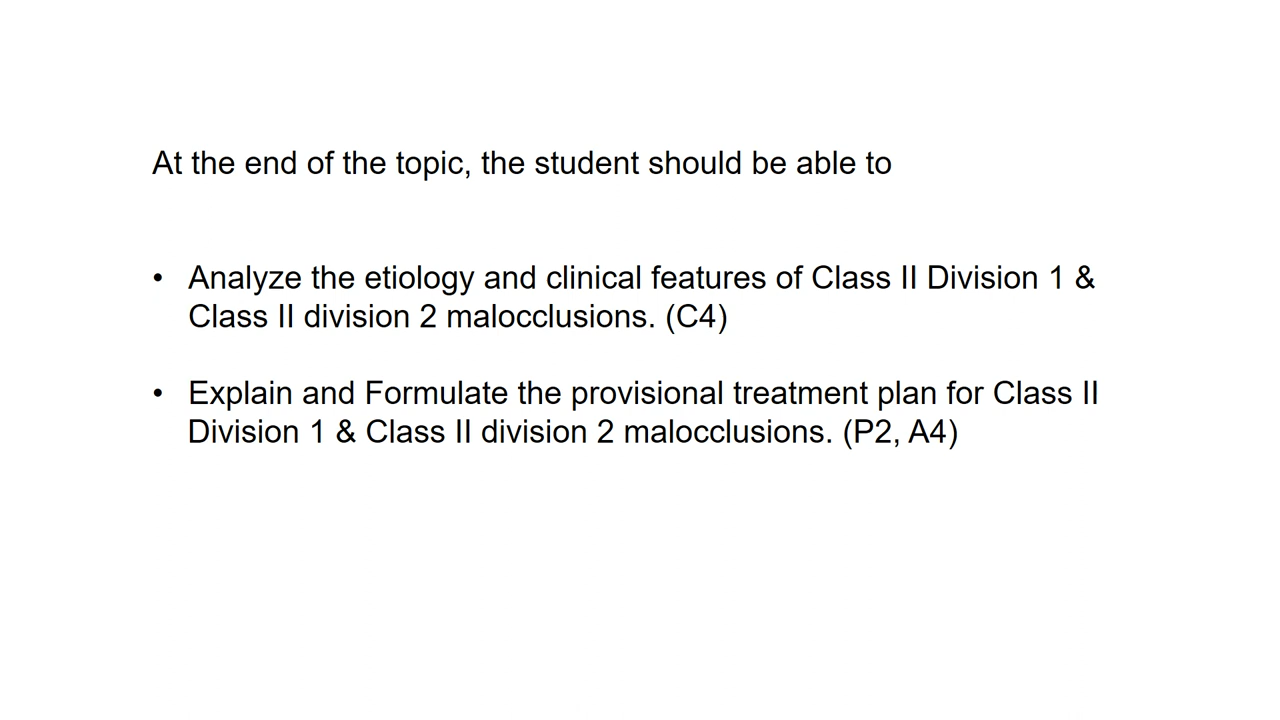 At the end of the topic, the student should be able to
• Analyze the etiology and clinical features of Class II Division 1 &
Class II division 2 malocclusions. (C4)
• Explain and Formulate the provisional treatment plan for Class II
Division 1 & Class II division 2 malocclusions. (P2, A4)